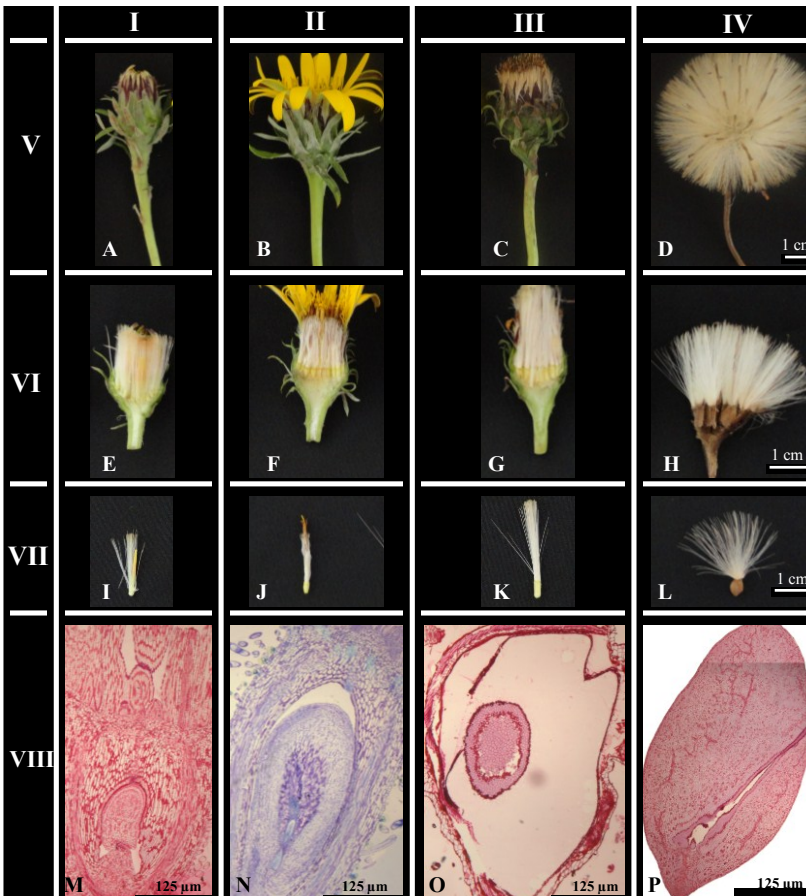 I II III IV
V
A B C D
1 cm
VI
E F G H
1 cm
VII
I J K L
1 cm
VIII
M 125 µm N 125 µm O 125 µm P 125 µm